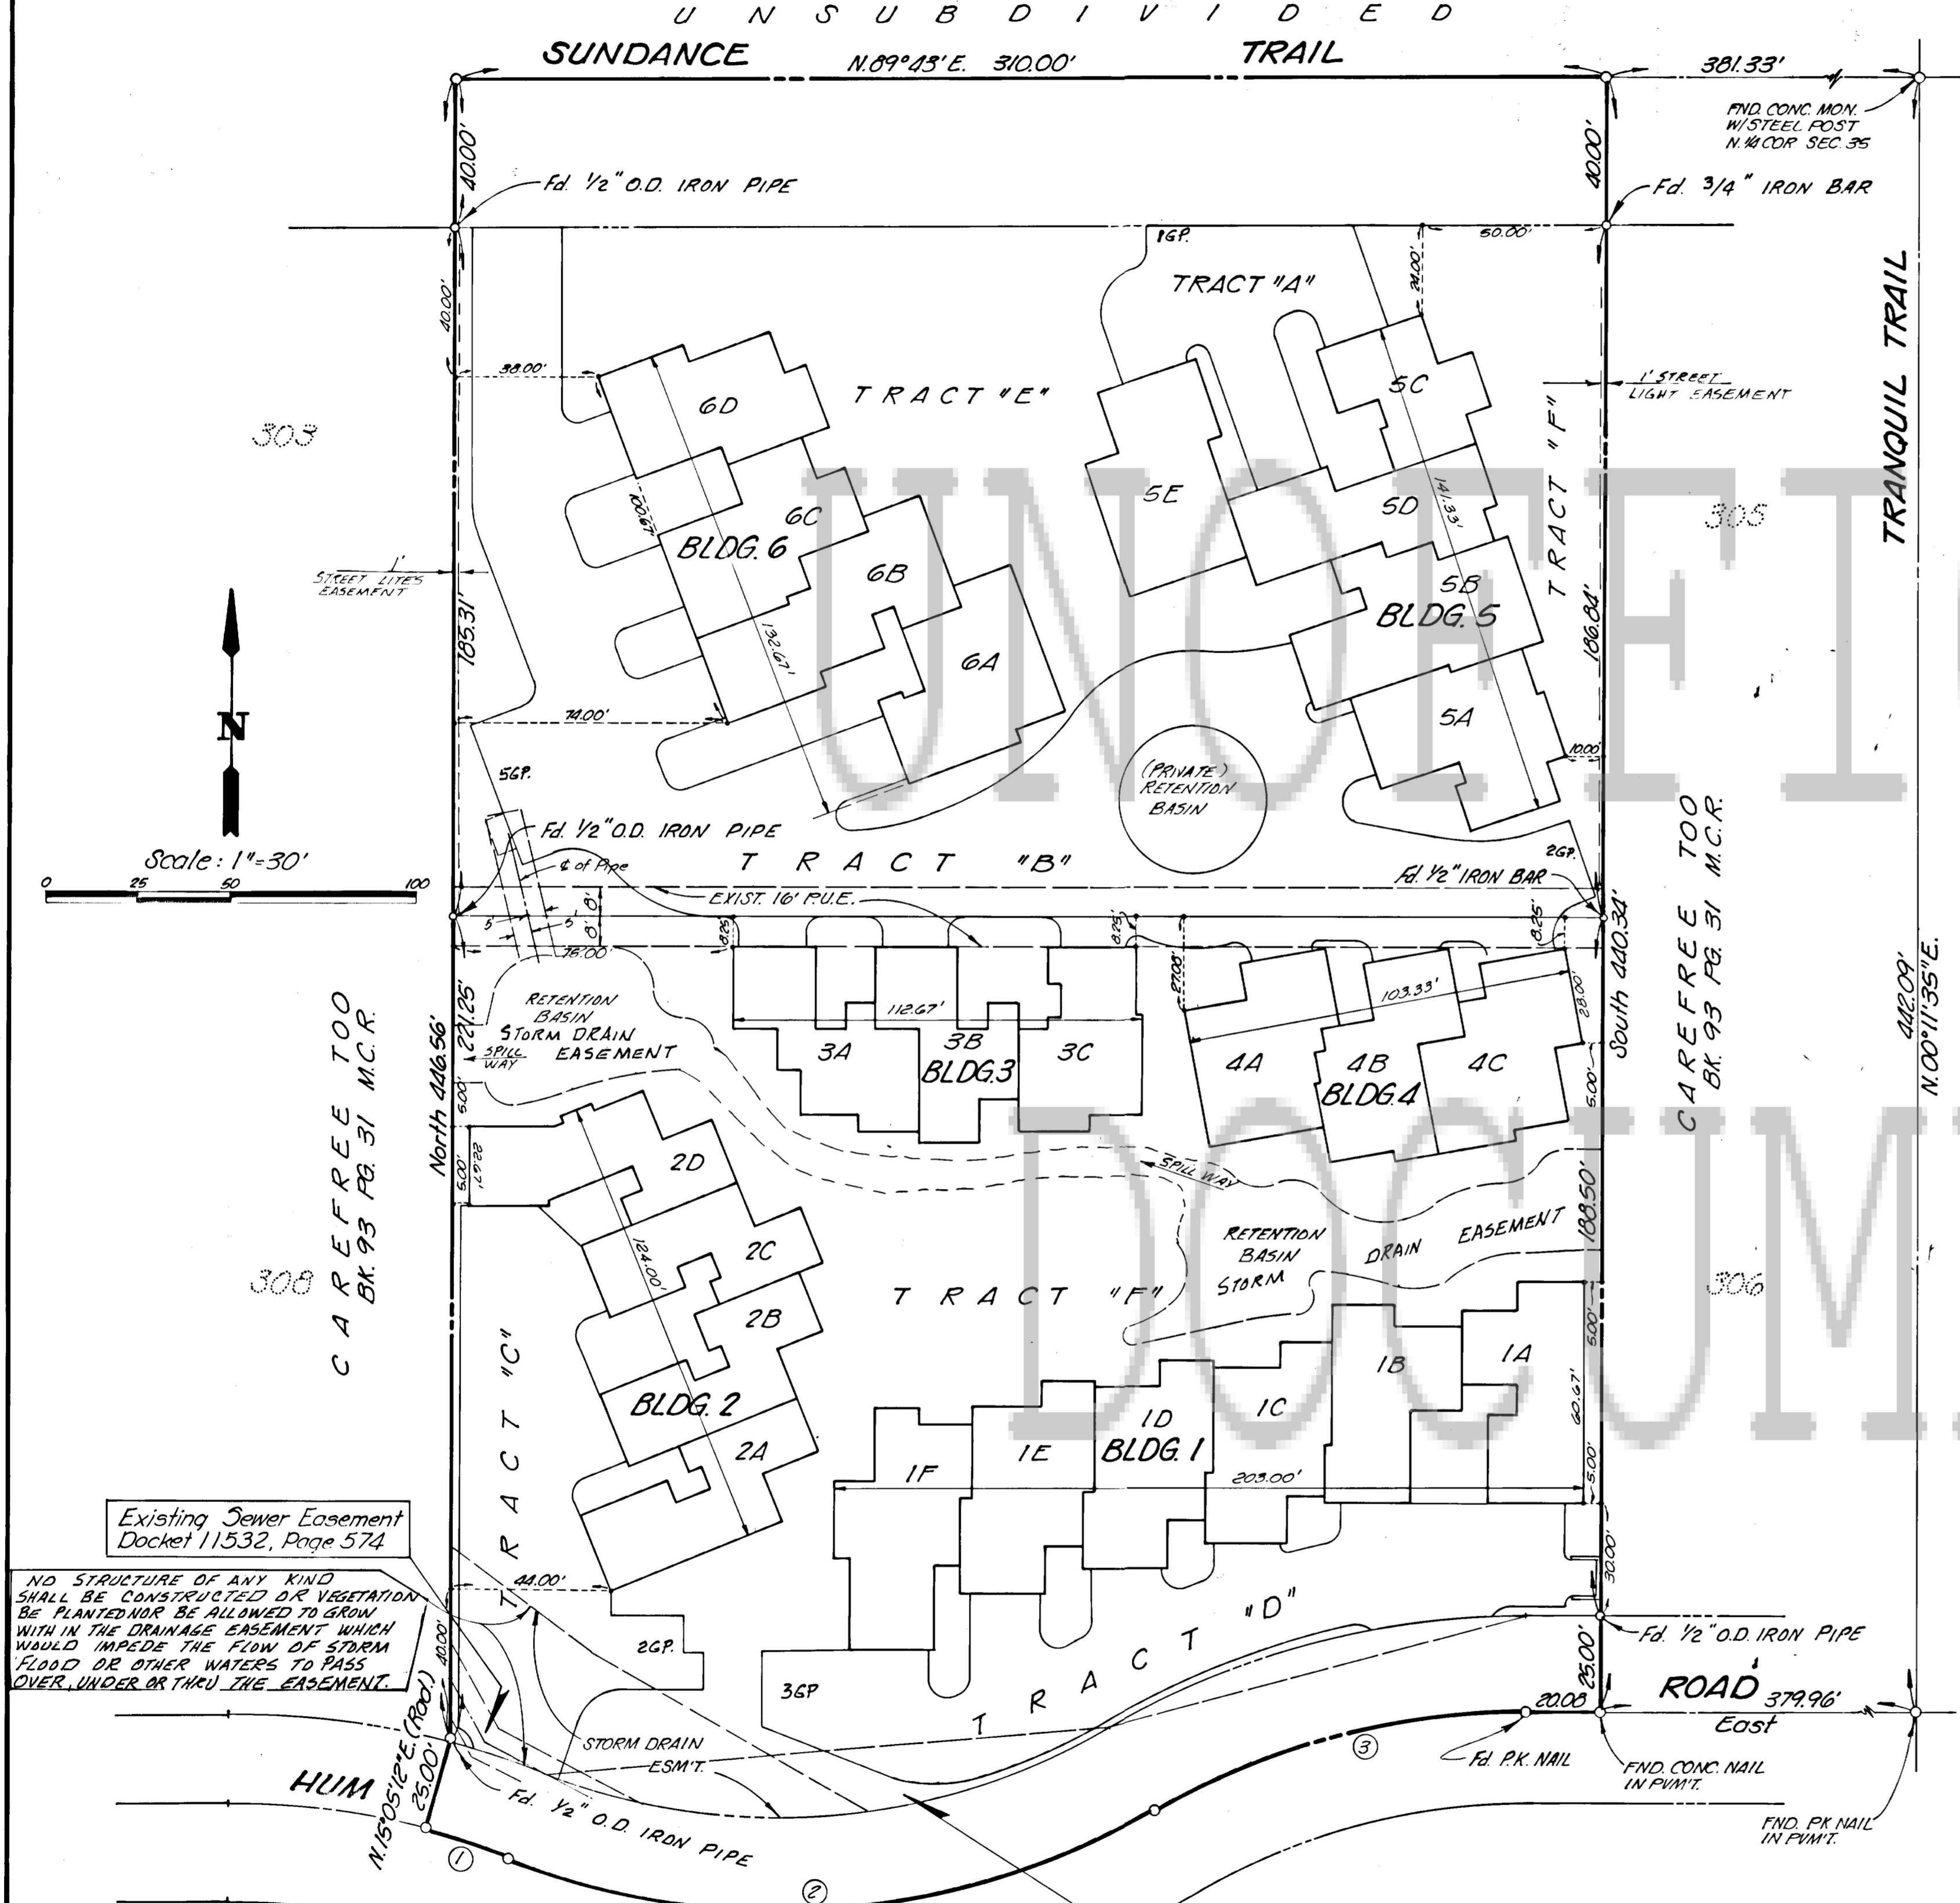 UNSUBDIVIDED
SUNDANCE TRAIL
N.89°43'E. 310.00'
381.33'
FND. CONC. MON.
W/STEEL POST
N.¼ COR SEC. 35
40.00'
40.00'
Fd. 1/2" O.D. IRON PIPE
Fd. 3/4" IRON BAR
1GP.
50.00'
24.00'
TRACT "A"
40.00'
38.00'
TRACT "E"
TRACT "F"
1' STREET
LIGHT EASEMENT
TRANQUIL TRAIL
303
305
6D
6C
BLDG. 6
6B
6A
100.67'
132.67'
5C
5E
5D
5B
BLDG. 5
5A
141.33'
1'
STREET LITES
EASEMENT
185.31'
186.84'
N
74.00'
10.00'
5GP.
(PRIVATE)
RETENTION
BASIN
Scale: 1"=30'
0 25 50 100
Fd. 1/2" O.D. IRON PIPE
℄ of Pipe
TRACT "B"
2GP.
Fd. 1/2" IRON BAR
EXIST. 16' P.U.E.
5' 5'
8' 8'
75.00
8.25'
8.25'
27.08'
8.25'
CAREFREE TOO
BK. 93 PG. 31 M.C.R.
South 440.34'
442.09'
N.00°11'35"E.
RETENTION
BASIN
STORM DRAIN
EASEMENT
SPILL
WAY
112.67'
3A
3B
BLDG.3
3C
103.33'
28.00'
4A
4B
BLDG.4
4C
5.00'
221.25'
North 446.56'
CAREFREE TOO
BK. 93 PG. 31 M.C.R.
5.00'
5.00'
22.67'
2D
2C
2B
BLDG. 2
2A
124.00'
SPILL WAY
RETENTION
BASIN
STORM DRAIN EASEMENT
188.50'
308
306
TRACT "F"
TRACT "C"
5.00'
1A
1B
1C
1D
BLDG. 1
1E
1F
203.00'
60.67'
5.00'
30.00'
Existing Sewer Easement
Docket 11532, Page 574
NO STRUCTURE OF ANY KIND
SHALL BE CONSTRUCTED OR VEGETATION
BE PLANTED NOR BE ALLOWED TO GROW
WITH IN THE DRAINAGE EASEMENT WHICH
WOULD IMPEDE THE FLOW OF STORM
FLOOD OR OTHER WATERS TO PASS
OVER, UNDER OR THRU THE EASEMENT.
44.00'
40.00'
2GP.
3GP
TRACT "D"
Fd. 1/2" O.D. IRON PIPE
25.00'
20.08
ROAD
379.96'
East
Fd. P.K. NAIL
FND. CONC. NAIL
IN PVM'T.
FND. PK NAIL
IN PVM'T.
STORM DRAIN
ESM'T.
HUM
N.15°05'12"E.(Rad.)
25.00'
Fd. 1/2" O.D. IRON PIPE
1
2
3
UNOFFI
DOCUM